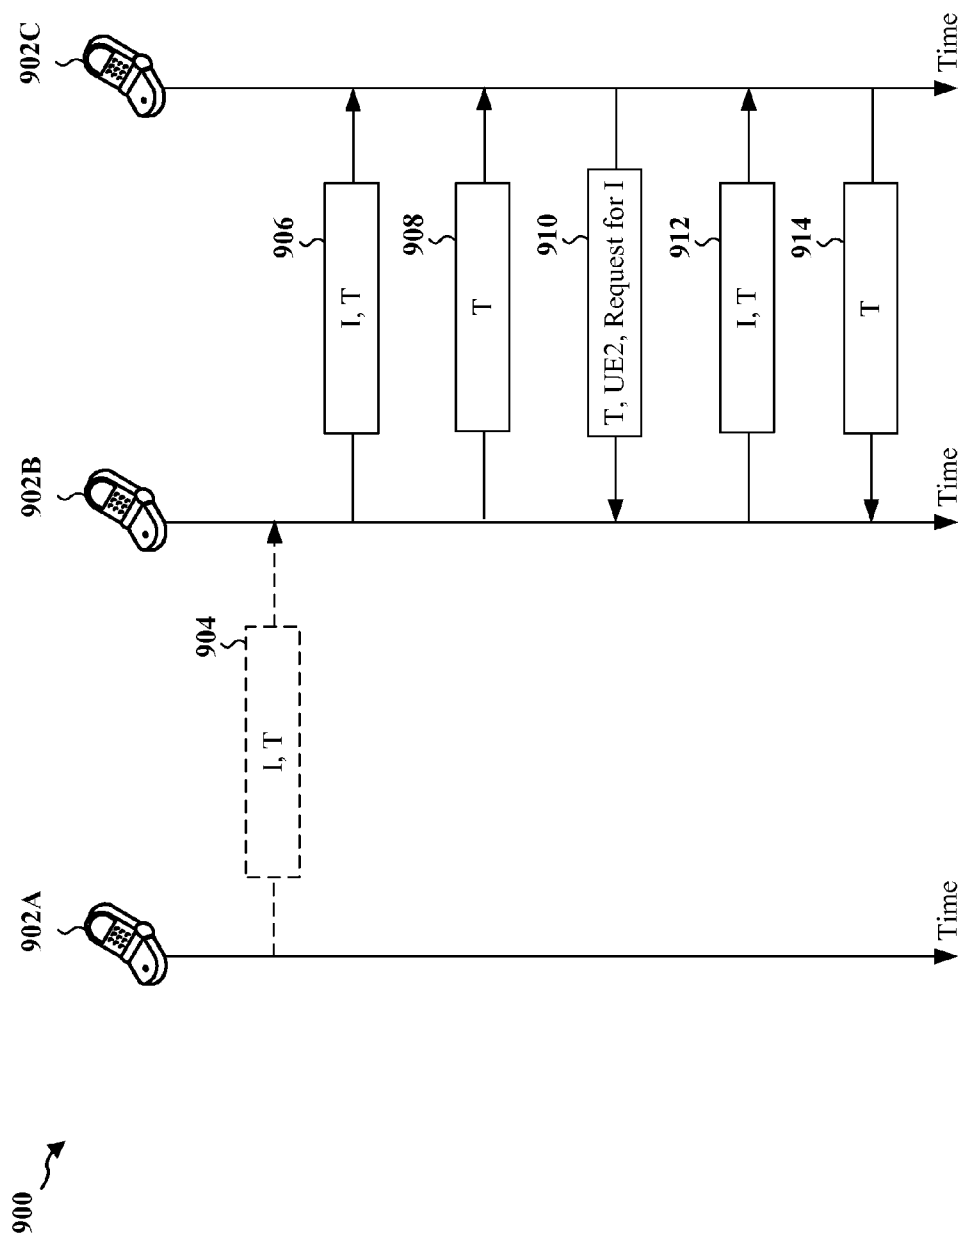 900
902A
902B
902C
904
I, T
906
I, T
908
T
910
T, UE2, Request for I
912
I, T
914
T
Time
Time
Time